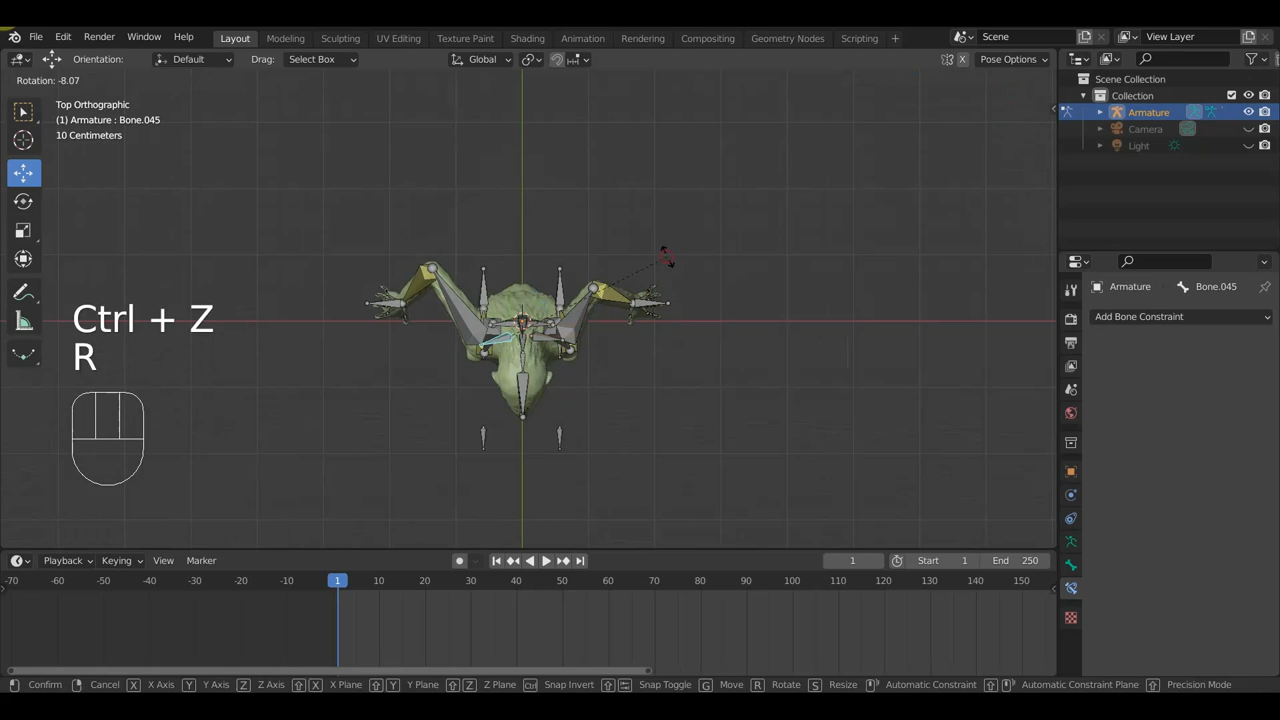 File Edit Render Window Help Layout Modeling Sculpting UV Editing Texture Paint Shading Animation Rendering Compositing Geometry Nodes Scripting + Scene View Layer
Orientation: Default Drag: Select Box Global X Pose Options
Rotation: -8.07
Top Orthographic
(1) Armature : Bone.045
10 Centimeters
Scene Collection
Collection
Armature
Camera
Light
Armature Bone.045
Add Bone Constraint
Ctrl + Z
R
Playback Keying View Marker 1 Start 1 End 250
-70 -60 -50 -40 -30 -20 -10 1 10 20 30 40 50 60 70 80 90 100 110 120 130 140 150
Confirm Cancel X X Axis Y Y Axis Z Z Axis X X Plane Y Y Plane Z Z Plane Ctrl Snap Invert Snap Toggle G Move R Rotate S Resize Automatic Constraint Automatic Constraint Plane Precision Mode